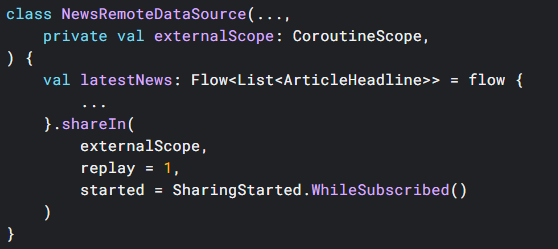 class NewsRemoteDataSource(...,
    private val externalScope: CoroutineScope,
) {
    val latestNews: Flow<List<ArticleHeadline>> = flow {
        ...
    }.shareIn(
        externalScope,
        replay = 1,
        started = SharingStarted.WhileSubscribed()
    )
}